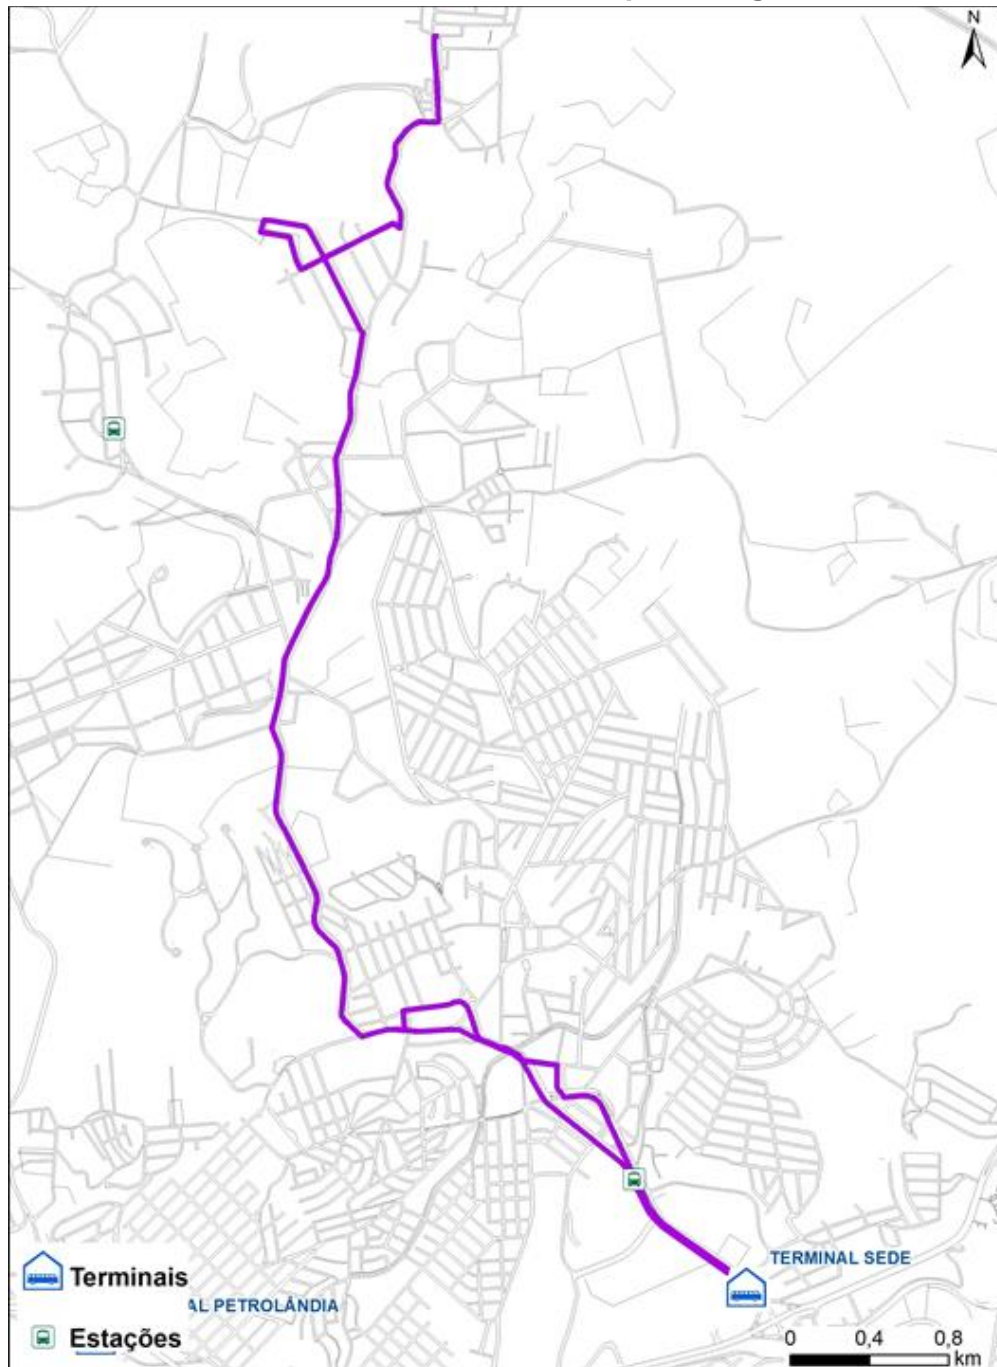 N
TERMINAL SEDE
Terminais
AL PETROLÂNDIA
Estações
0 0,4 0,8
km